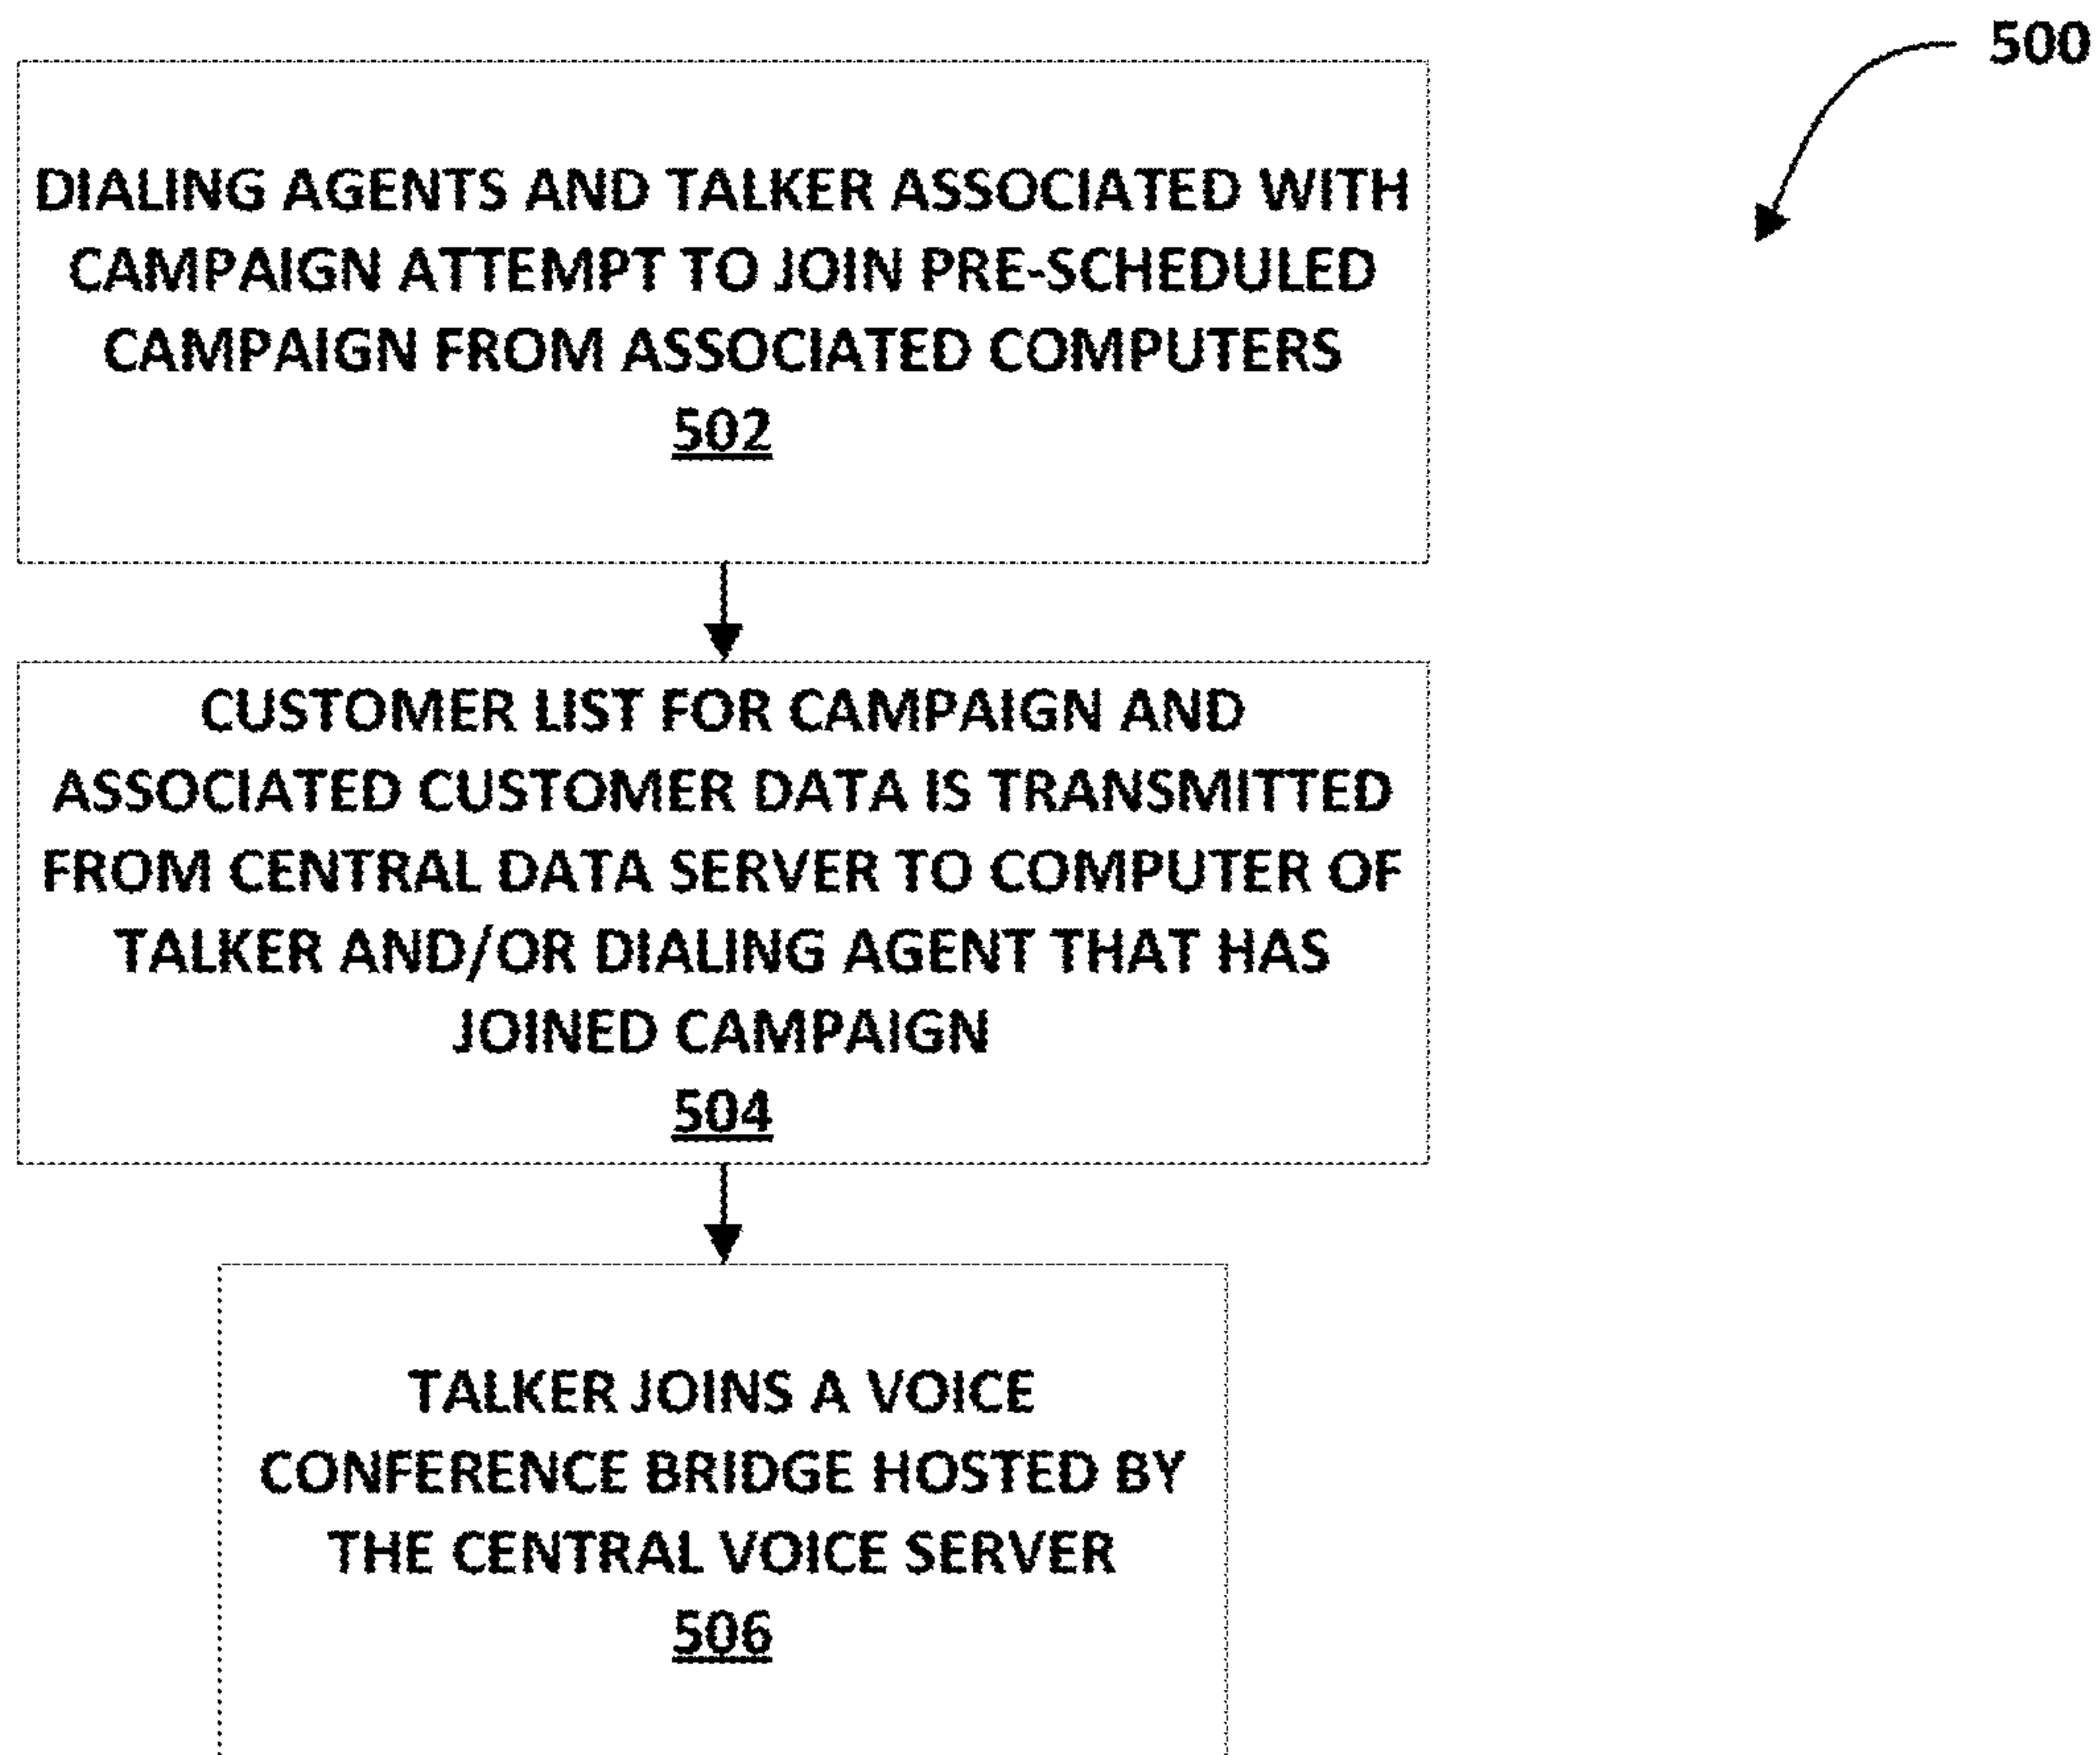 500
DIALING AGENTS AND TALKER ASSOCIATED WITH
CAMPAIGN ATTEMPT TO JOIN PRE-SCHEDULED
CAMPAIGN FROM ASSOCIATED COMPUTERS
502
CUSTOMER LIST FOR CAMPAIGN AND
ASSOCIATED CUSTOMER DATA IS TRANSMITTED
FROM CENTRAL DATA SERVER TO COMPUTER OF
TALKER AND/OR DIALING AGENT THAT HAS
JOINED CAMPAIGN
504
TALKER JOINS A VOICE
CONFERENCE BRIDGE HOSTED BY
THE CENTRAL VOICE SERVER
506